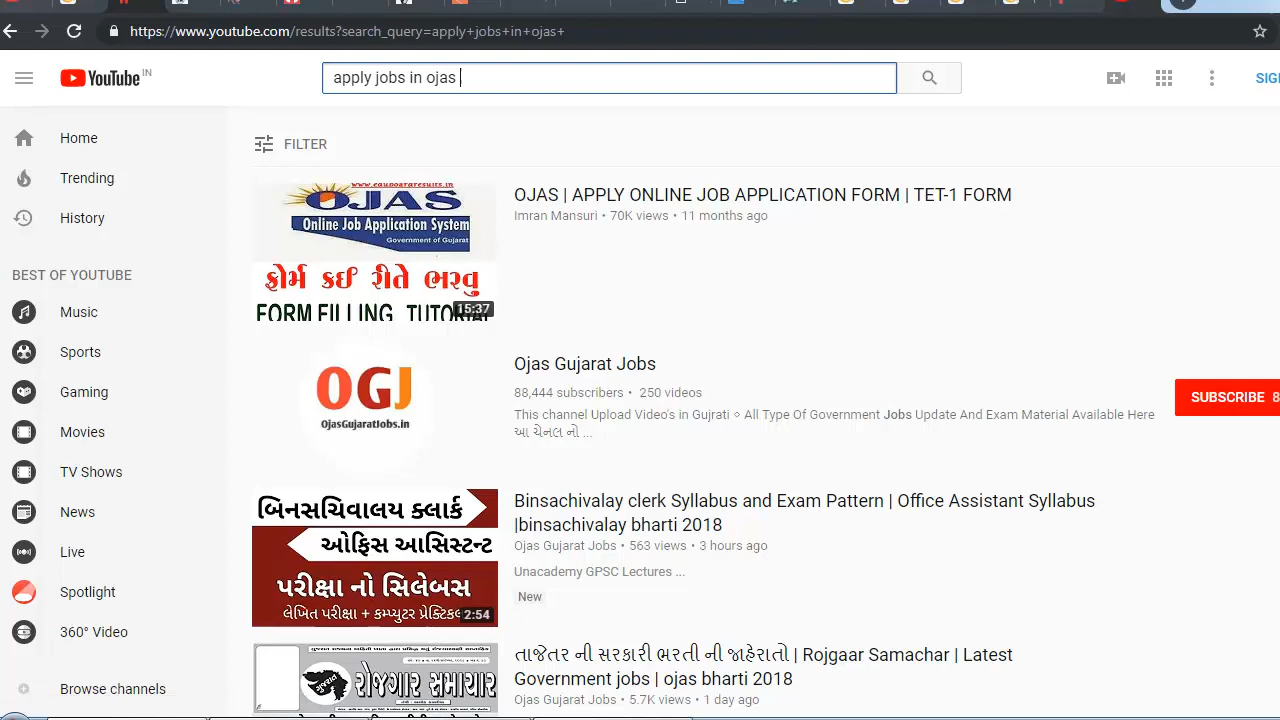 https://www.youtube.com/results?search_query=apply+jobs+in+ojas+
YouTube IN
apply jobs in ojas
SIG
Home
Trending
History
BEST OF YOUTUBE
Music
Sports
Gaming
Movies
TV Shows
News
Live
Spotlight
360° Video
Browse channels
FILTER
OJAS
Online Job Application System
Government of Gujarat
ફોર્મ કઈ રીતે ભરવુ
FORM FILLING TUTORIAL
15:37
OJAS | APPLY ONLINE JOB APPLICATION FORM | TET-1 FORM
Imran Mansuri • 70K views • 11 months ago
OGJ
OjasGujaratJobs.in
Ojas Gujarat Jobs
88,444 subscribers • 250 videos
This chanel Upload Video's in Gujrati ○ All Type Of Government Jobs Update And Exam Material Available Here
આ ચેનલ નો ...
SUBSCRIBE 8
બિનસચિવાલય ક્લાર્ક
ઓફિસ આસિસ્ટન્ટ
પરીક્ષા નો સિલેબસ
લેખિત પરીક્ષા + કમ્પ્યુટર
2:54
Binsachivalay clerk Syllabus and Exam Pattern | Office Assistant Syllabus
|binsachivalay bharti 2018
Ojas Gujarat Jobs • 563 views • 3 hours ago
Unacademy GPSC Lectures ...
New
રોજગાર સમાચાર
તાજેતર ની સરકારી ભરતી ની જાહેરાતો | Rojgaar Samachar | Latest
Government jobs | ojas bharti 2018
Ojas Gujarat Jobs • 5.7K views • 1 day ago